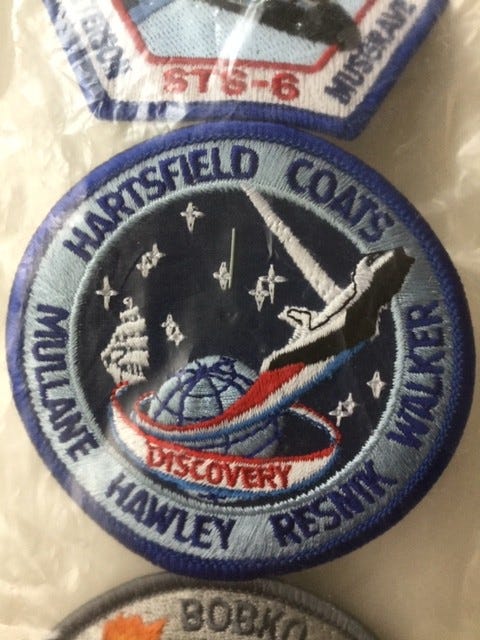 MUSGRAVE
STS-6
HARTSFIELD COATS
WALKER
RESNIK
HAWLEY
MULLANE
DISCOVERY
BOBKO